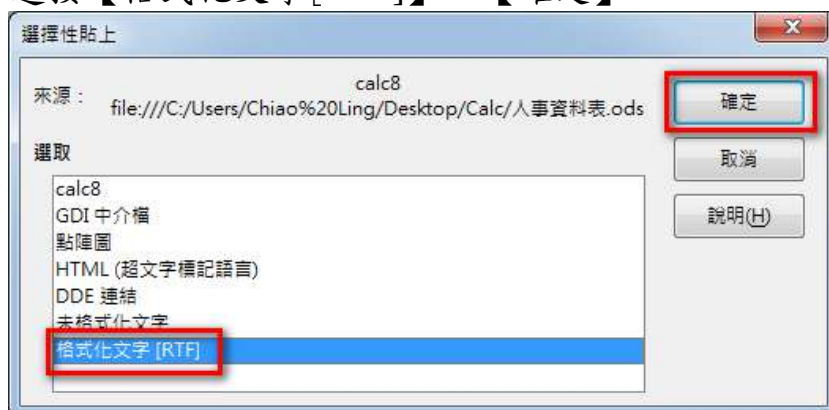 選擇性貼上
來源：
calc8
file:///C:/Users/Chiao%20Ling/Desktop/Calc/人事資料表.ods
確定
選取
取消
calc8
說明(H)
GDI 中介檔
點陣圖
HTML (超文字標記語言)
DDE 連結
未格式化文字
格式化文字 [RTF]